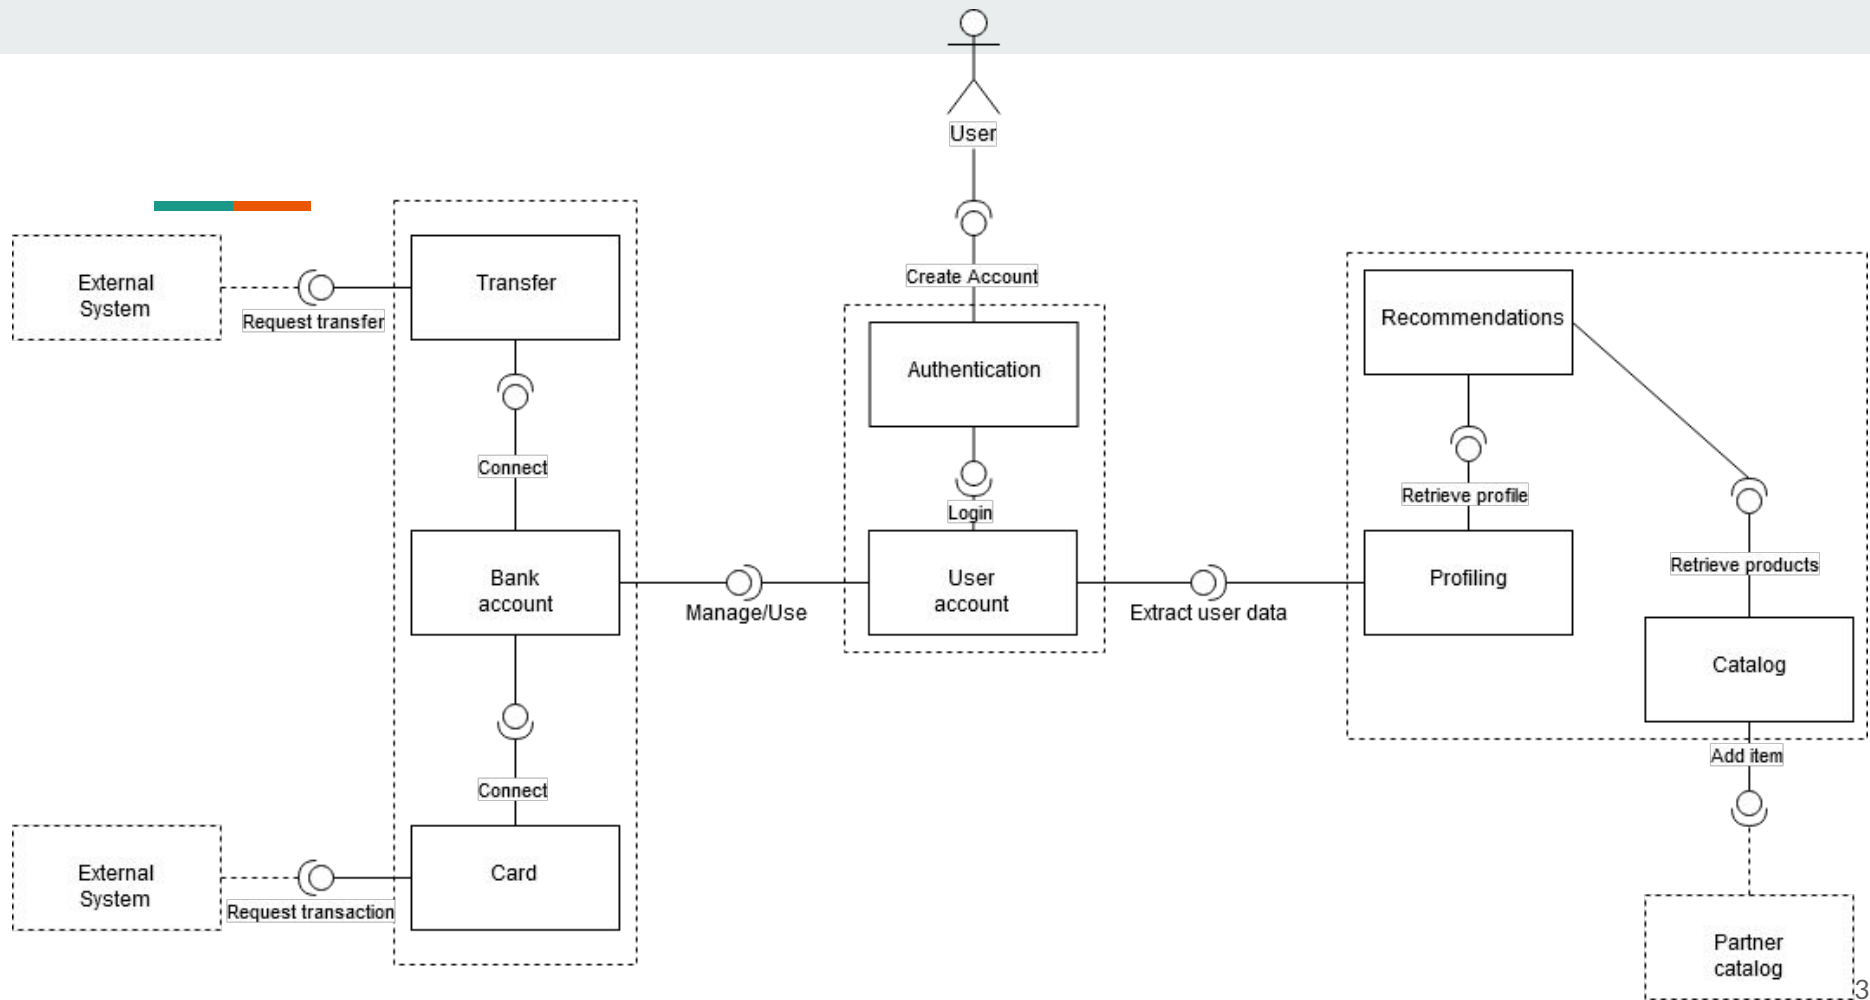 User
Create Account
External
System
Request transfer
Transfer
Recommendations
Authentication
Connect
Login
Retrieve profile
Retrieve products
Bank
account
Manage/Use
User
account
Extract user data
Profiling
Catalog
Add item
Connect
External
System
Request transaction
Card
Partner
catalog
3